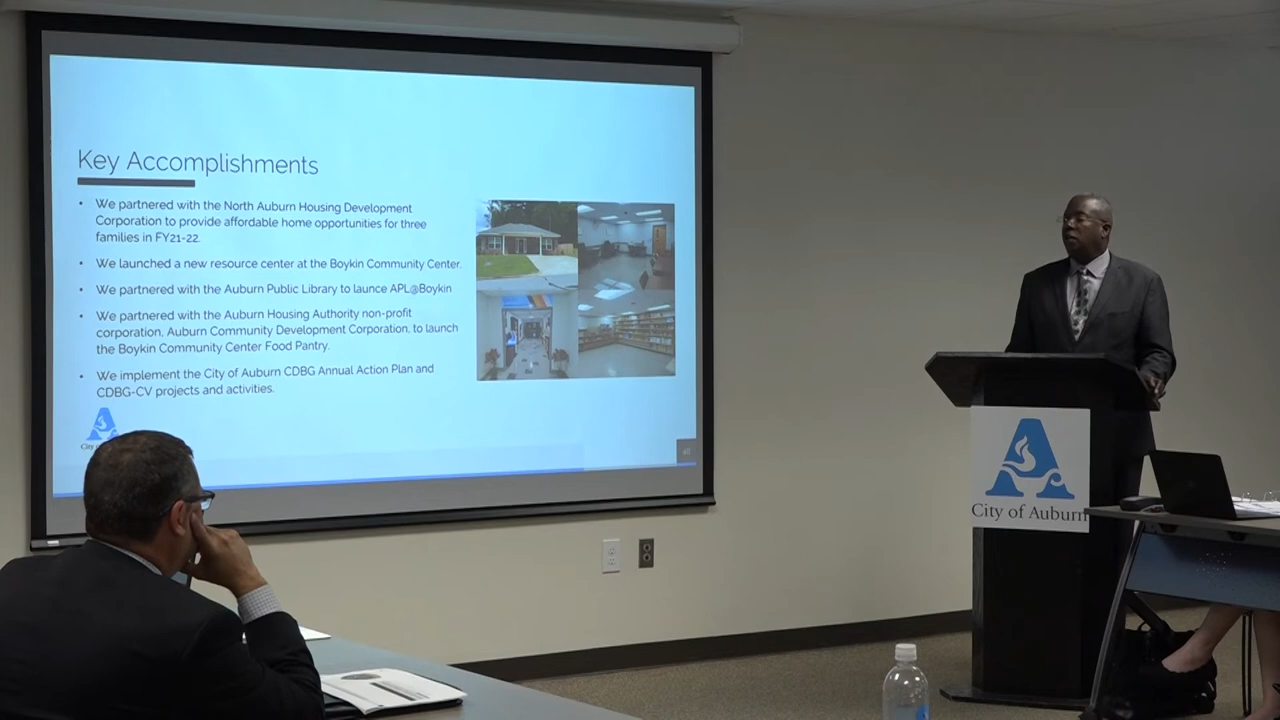 Key Accomplishments
• We partnered with the North Auburn Housing Development
Corporation to provide affordable home opportunities for three
families in FY21-22.
• We launched a new resource center at the Boykin Community Center.
• We partnered with the Auburn Public Library to launce APL@Boykin
• We partnered with the Auburn Housing Authority non-profit
corporation, Auburn Community Development Corporation, to launch
the Boykin Community Center Food Pantry.
• We implement the City of Auburn CDBG Annual Action Plan and
CDBG-CV projects and activities.
City of Auburn